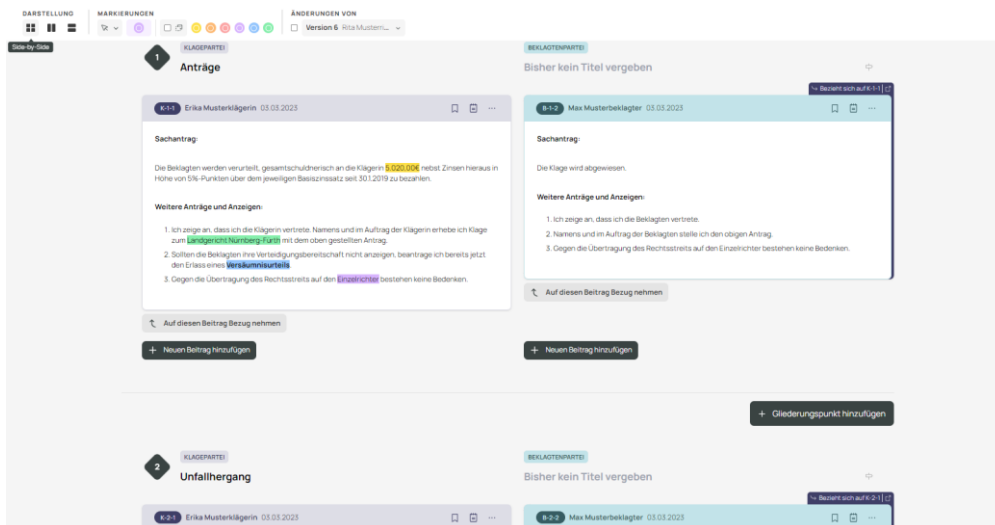 DARSTELLUNG
MARKIERUNGEN
ÄNDERUNGEN VON
Version 6 Rita Mustermi...
Side-by-Side
1
KLAGEPARTEI
Anträge
BEKLAGTENPARTEI
Bisher kein Titel vergeben
Bezieht sich auf K-1-1
K-1-1 Erika Musterklägerin 03.03.2023
B-1-2 Max Musterbeklagter 03.03.2023
Sachantrag:
Die Beklagten werden verurteilt, gesamtschuldnerisch an die Klägerin 5.020,00€ nebst Zinsen hieraus in
Höhe von 5%-Punkten über dem jeweiligen Basiszinssatz seit 30.1.2019 zu bezahlen.
Weitere Anträge und Anzeigen:
1. Ich zeige an, dass ich die Klägerin vertrete. Namens und im Auftrag der Klägerin erhebe ich Klage
zum Landgericht Nürnberg-Fürth mit dem oben gestellten Antrag.
2. Sollten die Beklagten ihre Verteidigungsbereitschaft nicht anzeigen, beantrage ich bereits jetzt
den Erlass eines Versäumnisurteils.
3. Gegen die Übertragung des Rechtsstreits auf den Einzelrichter bestehen keine Bedenken.
Auf diesen Beitrag Bezug nehmen
+ Neuen Beitrag hinzufügen
Sachantrag:
Die Klage wird abgewiesen.
Weitere Anträge und Anzeigen:
1. Ich zeige an, dass ich die Beklagten vertrete.
2. Namens und im Auftrag der Beklagten stelle ich den obigen Antrag.
3. Gegen die Übertragung des Rechtsstreits auf den Einzelrichter bestehen keine Bedenken.
Auf diesen Beitrag Bezug nehmen
+ Neuen Beitrag hinzufügen
+ Gliederungspunkt hinzufügen
2
KLAGEPARTEI
Unfallhergang
BEKLAGTENPARTEI
Bisher kein Titel vergeben
Bezieht sich auf K-2-1
K-2-1 Erika Musterklägerin 03.03.2023
B-2-2 Max Musterbeklagter 03.03.2023